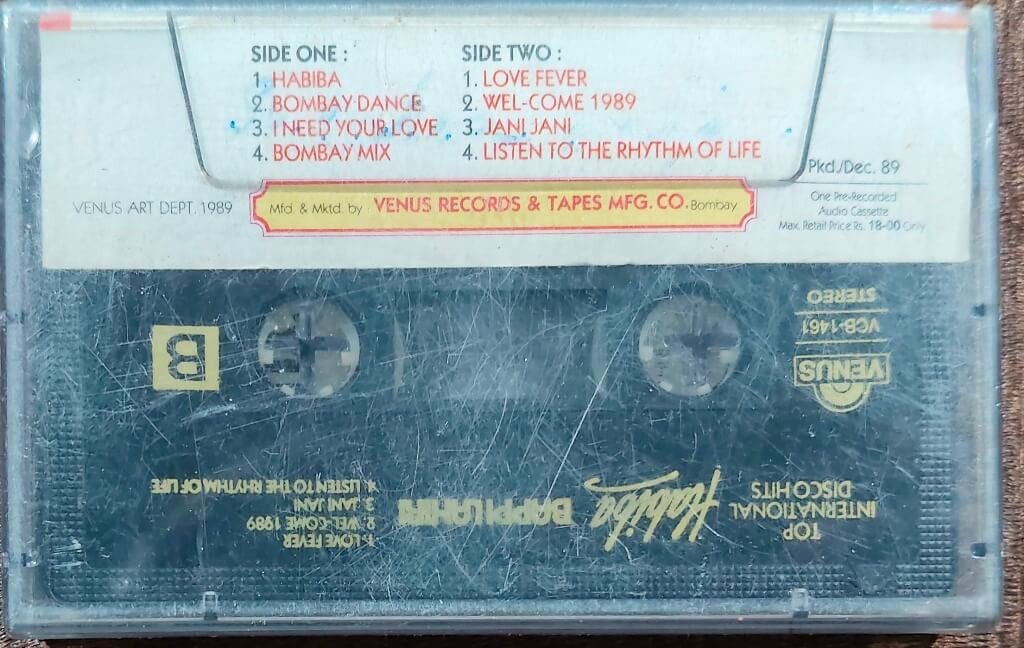 SIDE ONE :
1. HABIBA
2. BOMBAY DANCE
3. I NEED YOUR LOVE
4. BOMBAY MIX
SIDE TWO :
1. LOVE FEVER
2. WEL-COME 1989
3. JANI JANI
4. LISTEN TO THE RHYTHM OF LIFE
Pkd./Dec. 89
One Pre-Recorded
Audio Cassette
Max. Retail Price Rs. 18-00 Only
VENUS ART DEPT. 1989
Mfd. & Mktd. by VENUS RECORDS & TAPES MFG. CO. Bombay
TOP
INTERNATIONAL
DISCO HITS
Habiba BAPPI LAHIRI
1. LOVE FEVER
2. WEL-COME 1989
3. JANI JANI
4. LISTEN TO THE RHYTHM OF LIFE
VENUS
VCB-1461
STEREO
B